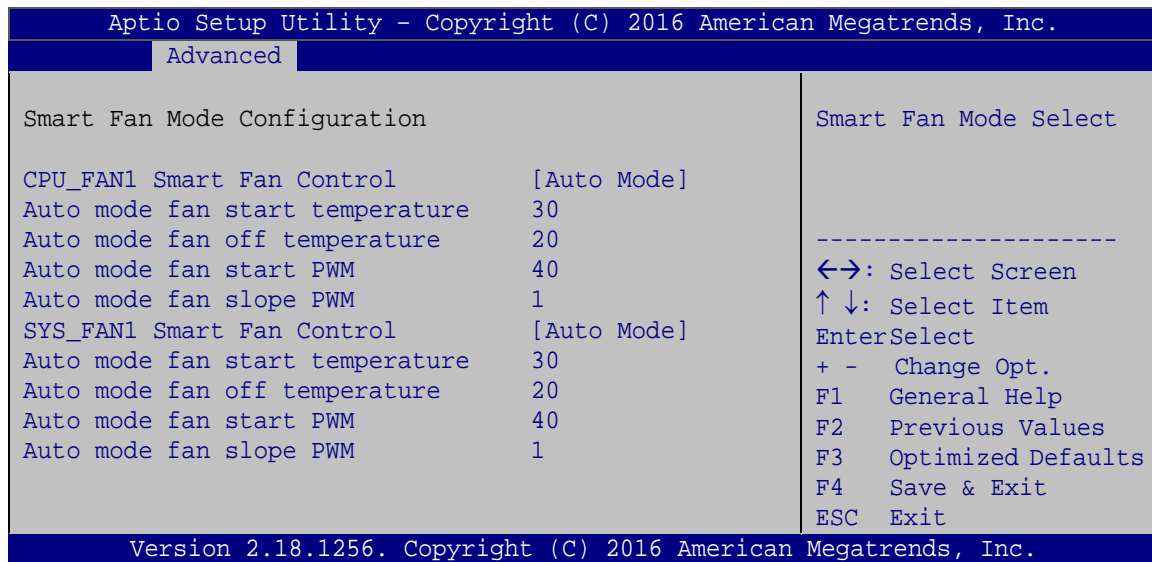 Aptio Setup Utility – Copyright (C) 2016 American Megatrends, Inc.
Advanced
Smart Fan Mode Configuration
CPU_FAN1 Smart Fan Control [Auto Mode]
Auto mode fan start temperature 30
Auto mode fan off temperature 20
Auto mode fan start PWM 40
Auto mode fan slope PWM 1
SYS_FAN1 Smart Fan Control [Auto Mode]
Auto mode fan start temperature 30
Auto mode fan off temperature 20
Auto mode fan start PWM 40
Auto mode fan slope PWM 1
Smart Fan Mode Select
---------------------
←→: Select Screen
↑ ↓: Select Item
EnterSelect
+ - Change Opt.
F1 General Help
F2 Previous Values
F3 Optimized Defaults
F4 Save & Exit
ESC Exit
Version 2.18.1256. Copyright (C) 2016 American Megatrends, Inc.